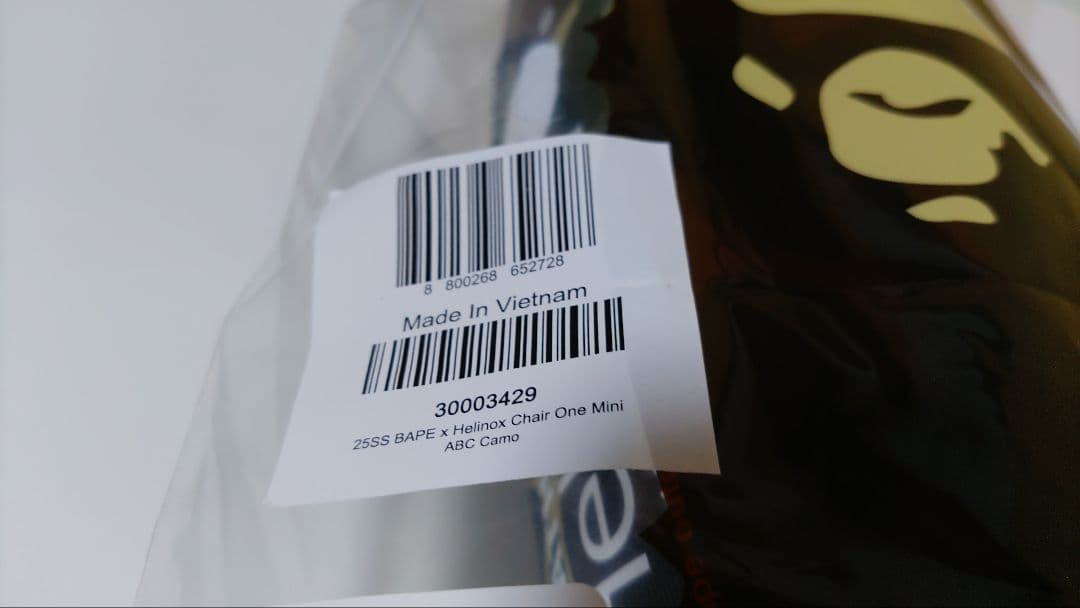 8 800268 652728
Made In Vietnam
30003429
25SS BAPE x Helinox Chair One Mini
ABC Camo